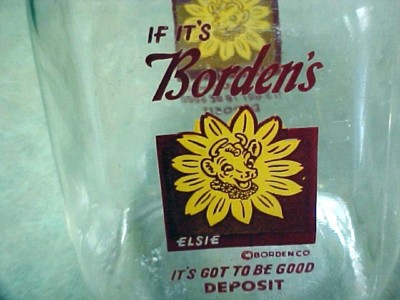 IF IT'S
Borden's
ELSIE
© BORDEN CO
IT'S GOT TO BE GOOD
DEPOSIT